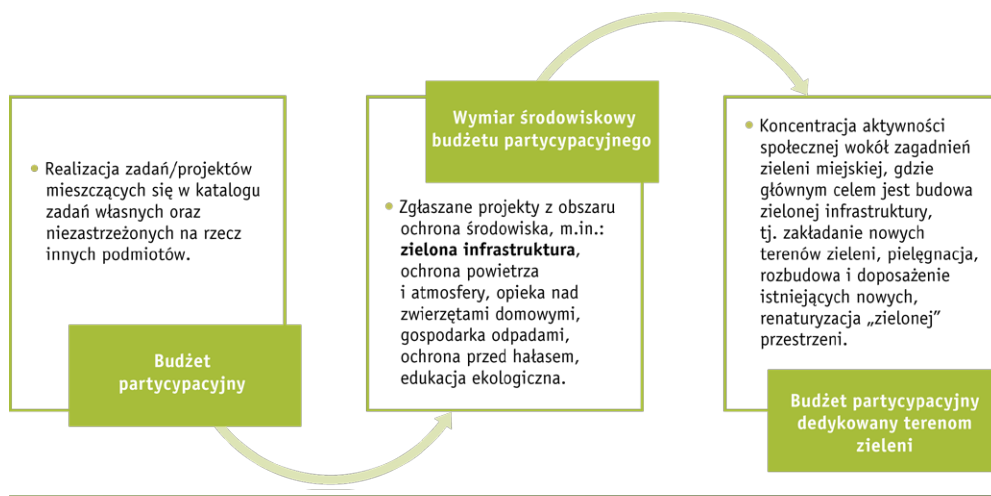 • Realizacja zadań/projektów
mieszczących się w katalogu
zadań własnych oraz
niezastrzeżonych na rzecz
innych podmiotów.
Budżet
partycypacyjny
Wymiar środowiskowy
budżetu partycypacyjnego
• Zgłaszane projekty z obszaru
ochrona środowiska, m.in.:
zielona infrastruktura,
ochrona powietrza
i atmosfery, opieka nad
zwierzętami domowymi,
gospodarka odpadami,
ochrona przed hałasem,
edukacja ekologiczna.
• Koncentracja aktywności
społecznej wokół zagadnień
zieleni miejskiej, gdzie
głównym celem jest budowa
zielonej infrastruktury,
tj. zakładanie nowych
terenów zieleni, pielęgnacja,
rozbudowa i doposażenie
istniejących nowych,
renaturyzacja „zielonej”
przestrzeni.
Budżet partycypacyjny
dedykowany terenom
zieleni